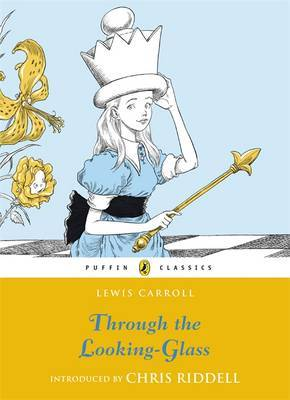 PUFFIN CLASSICS
LEWIS CARROLL
Through the
Looking-Glass
INTRODUCED BY CHRIS RIDDELL